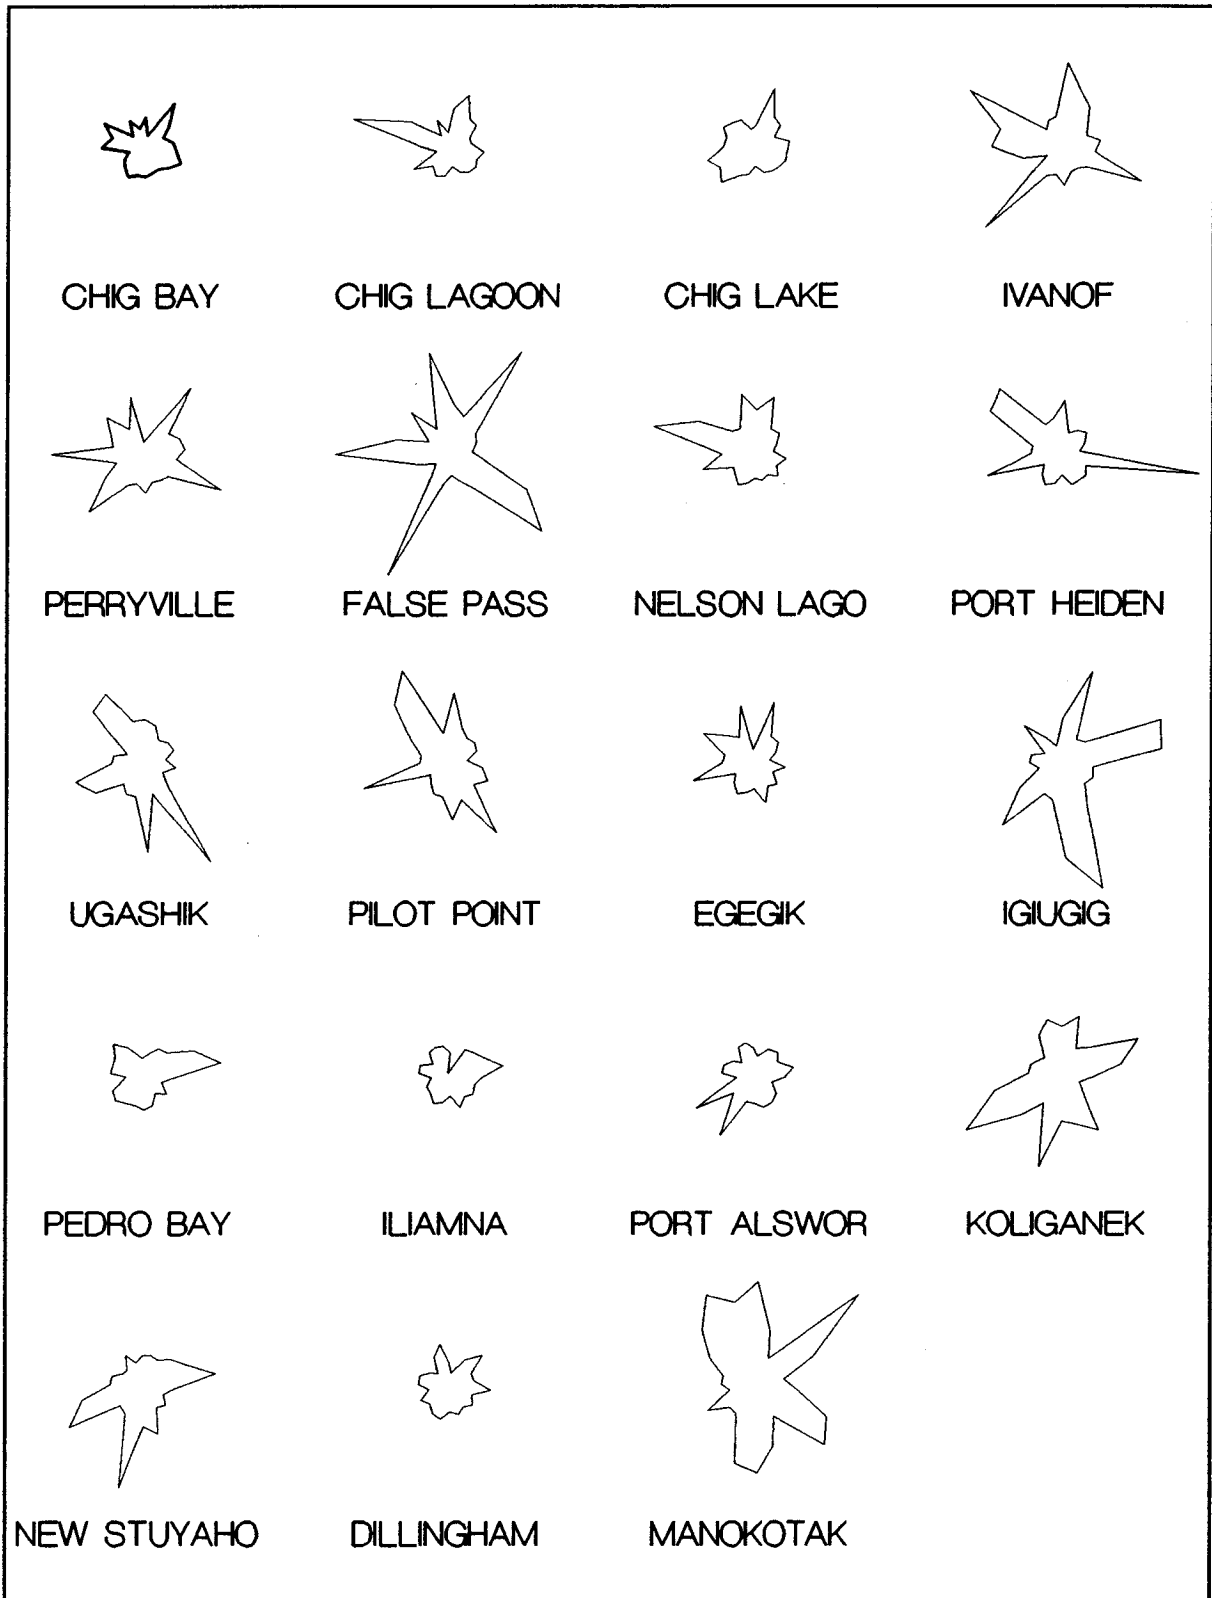 CHIG BAY CHIG LAGOON CHIG LAKE IVANOF
PERRYVILLE FALSE PASS NELSON LAGO PORT HEIDEN
UGASHIK PILOT POINT EGEGIK IGIUGIG
PEDRO BAY ILIAMNA PORT ALSWOR KOLIGANEK
NEW STUYAHO DILLINGHAM MANOKOTAK